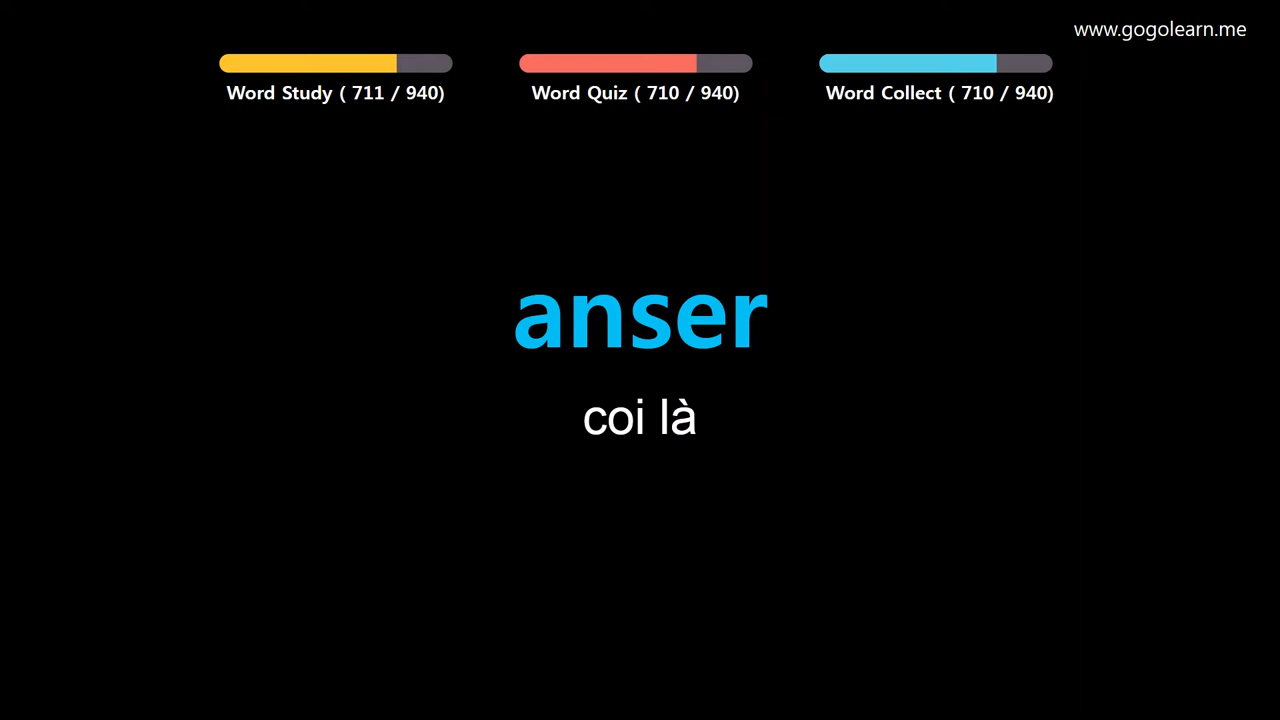 www.gogolearn.me
Word Study ( 711 / 940)
Word Quiz ( 710 / 940)
Word Collect ( 710 / 940)
anser
coi là